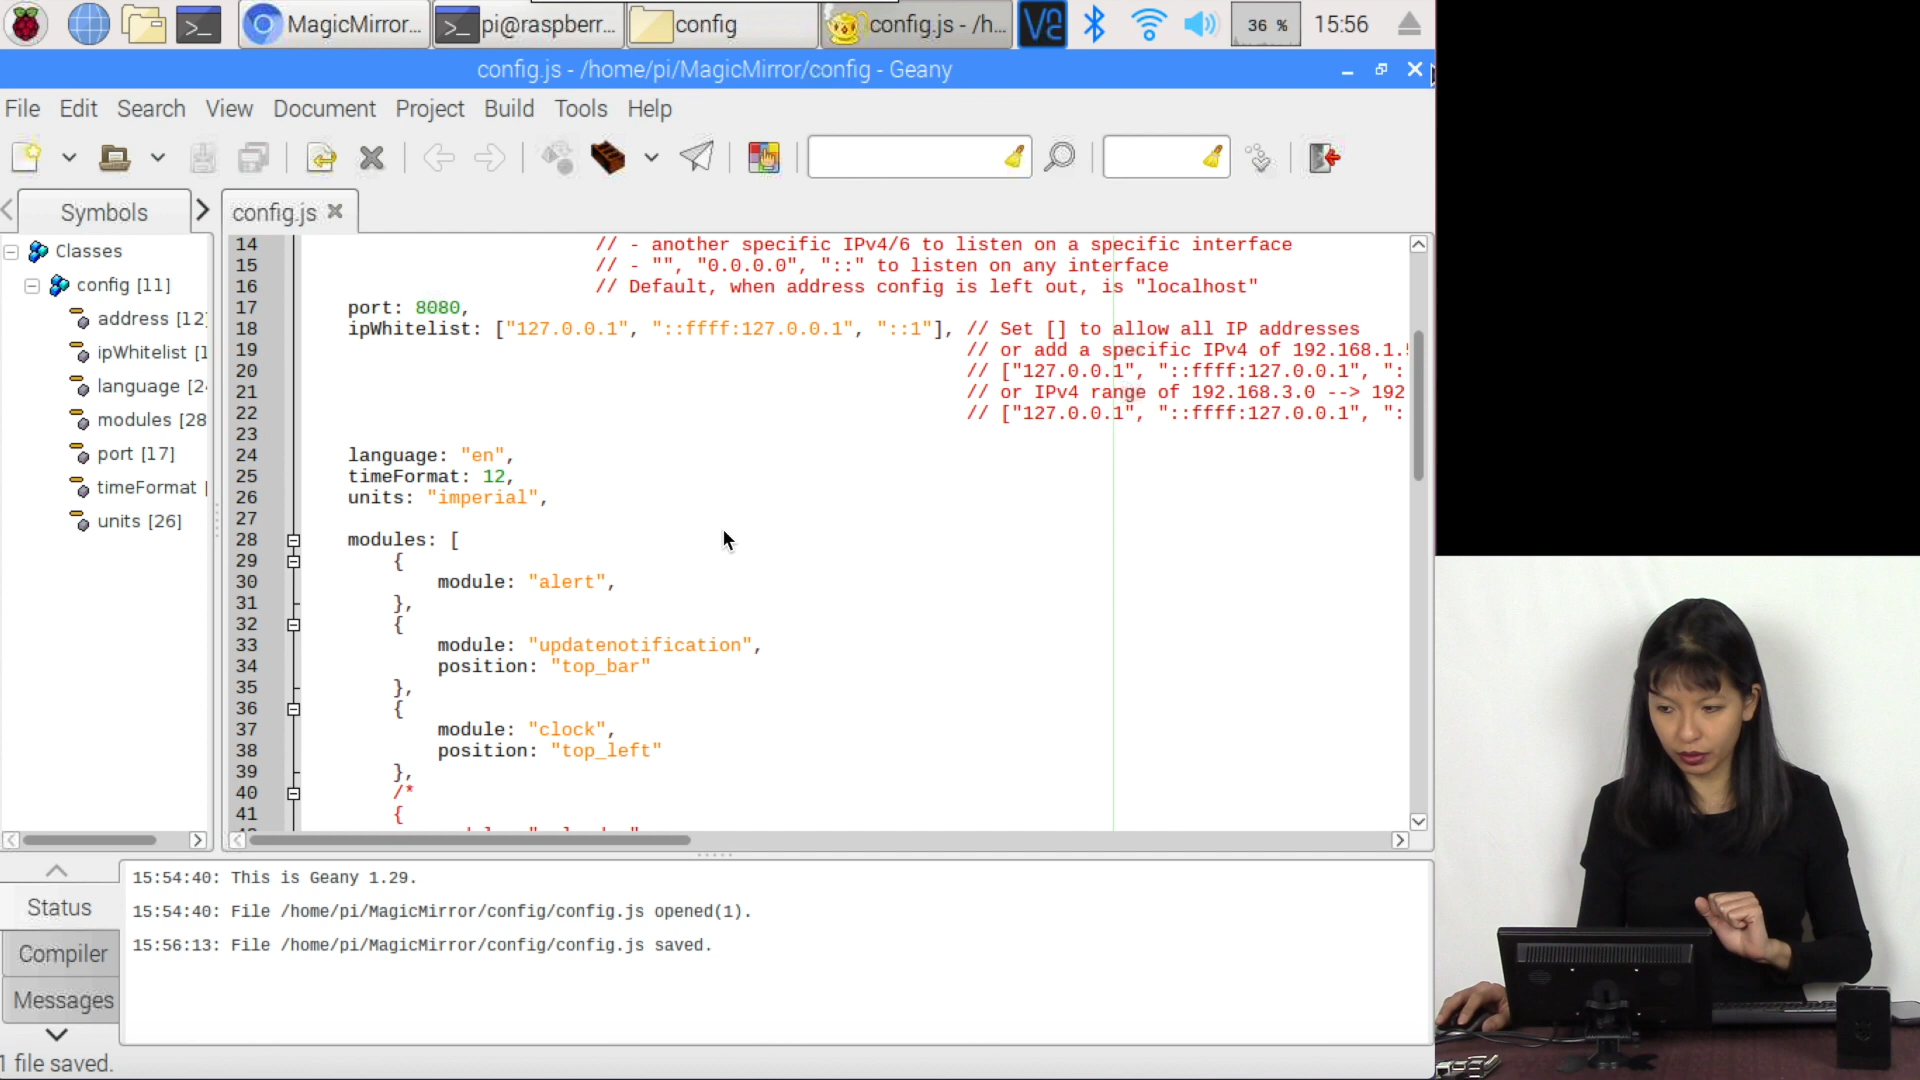 MagicMirror...
pi@raspberr...
config
config.js - /h...
V2
36 %
15:56
config.js - /home/pi/MagicMirror/config - Geany
File Edit Search View Document Project Build Tools Help
Symbols
config.js
Classes
config [11]
address [12]
ipWhitelist [1
language [2
modules [28
port [17]
timeFormat
units [26]
14 // - another specific IPv4/6 to listen on a specific interface
15 // - "", "0.0.0.0", "::" to listen on any interface
16 // Default, when address config is left out, is "localhost"
17 port: 8080,
18 ipWhitelist: ["127.0.0.1", "::ffff:127.0.0.1", "::1"], // Set [] to allow all IP addresses
19 // or add a specific IPv4 of 192.168.1.
20 // ["127.0.0.1", "::ffff:127.0.0.1", ":
21 // or IPv4 range of 192.168.3.0 --> 192
22 // ["127.0.0.1", "::ffff:127.0.0.1", ":
23
24 language: "en",
25 timeFormat: 12,
26 units: "imperial",
27
28 modules: [
29 {
30 module: "alert",
31 },
32 {
33 module: "updatenotification",
34 position: "top_bar"
35 },
36 {
37 module: "clock",
38 position: "top_left"
39 },
40 /*
41 {
Status
Compiler
Messages
15:54:40: This is Geany 1.29.
15:54:40: File /home/pi/MagicMirror/config/config.js opened(1).
15:56:13: File /home/pi/MagicMirror/config/config.js saved.
1 file saved.